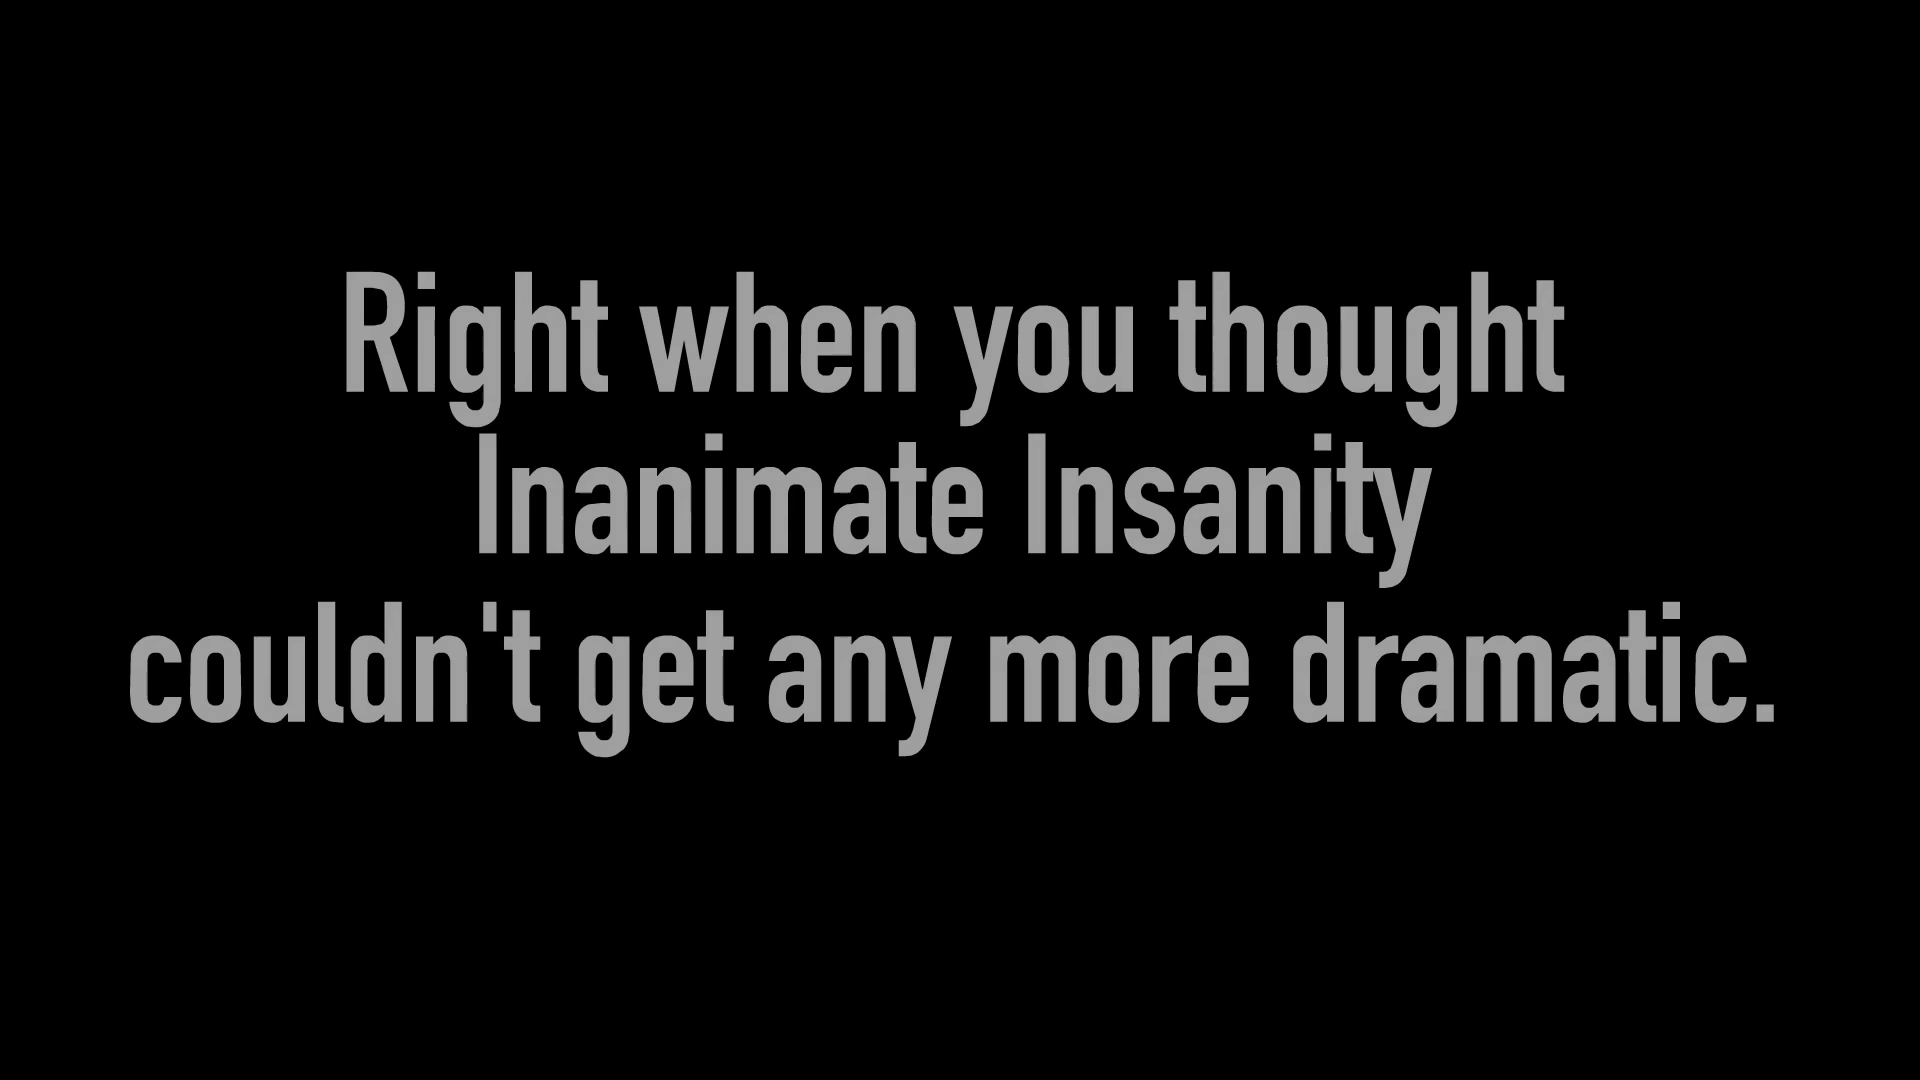 Right when you thought
Inanimate Insanity
couldn't get any more dramatic.